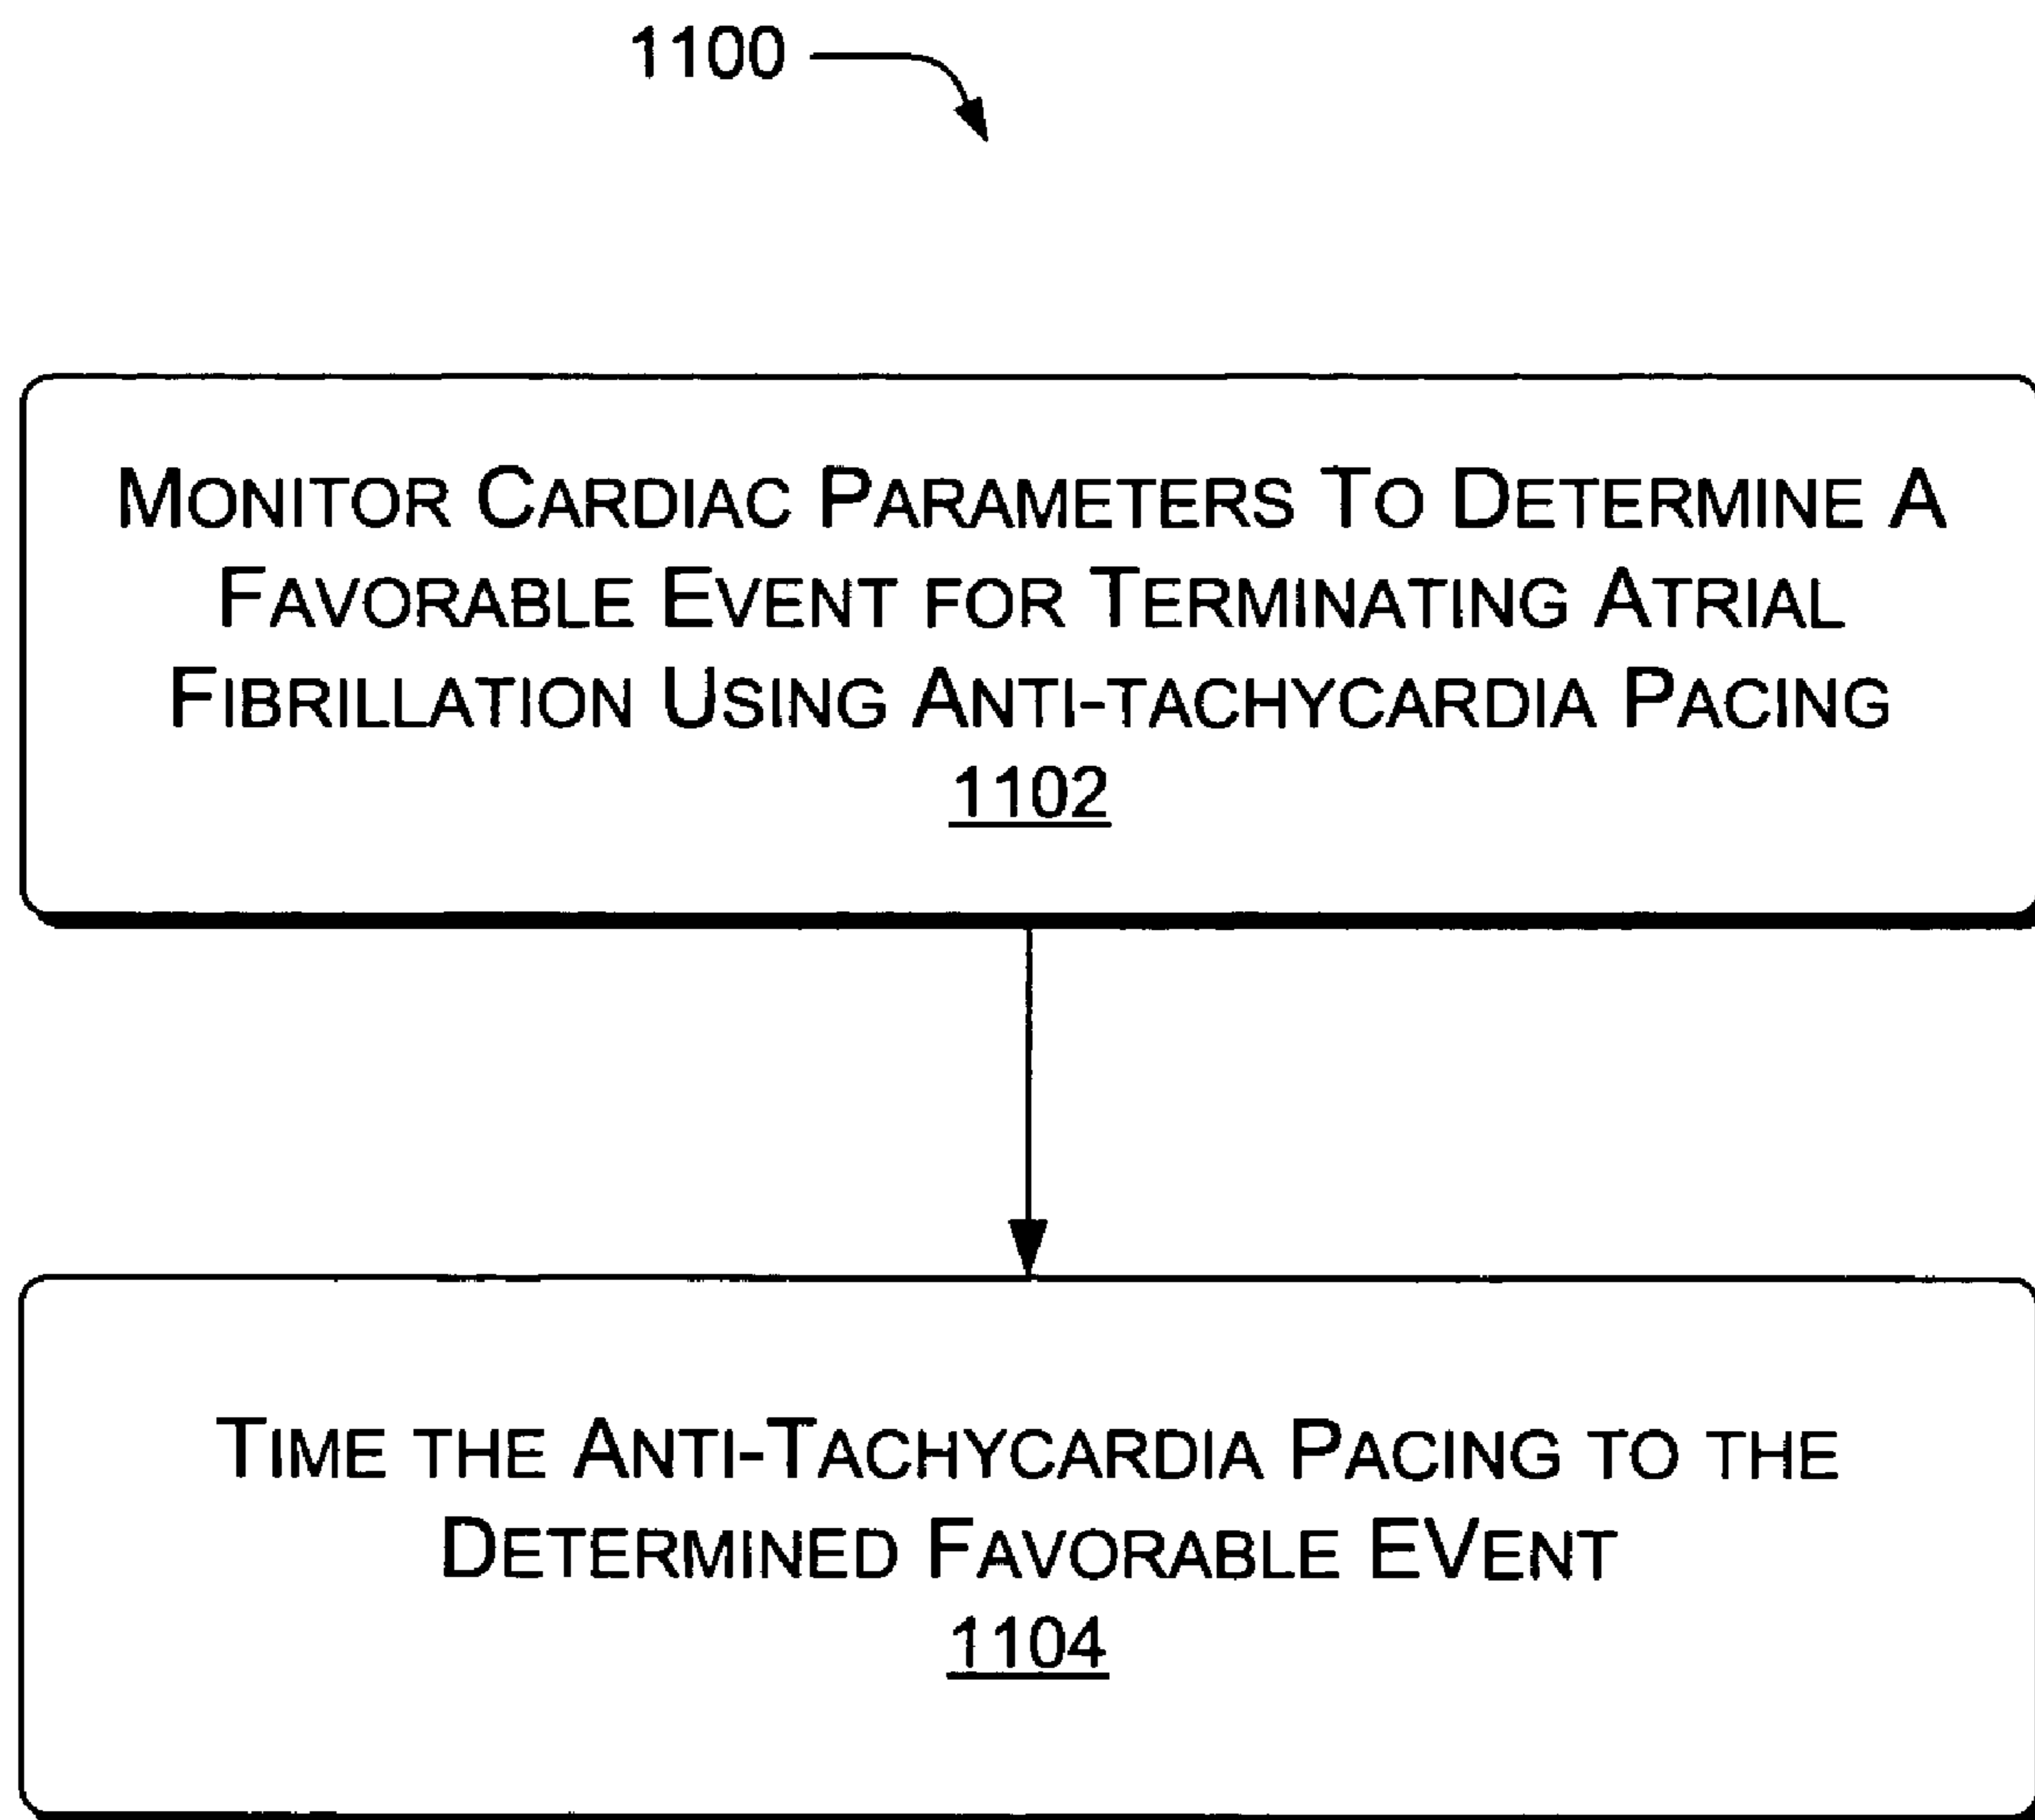 1100
MONITOR CARDIAC PARAMETERS TO DETERMINE A
FAVORABLE EVENT FOR TERMINATING ATRIAL
FIBRILLATION USING ANTI-TACHYCARDIA PACING
1102
TIME THE ANTI-TACHYCARDIA PACING TO THE
DETERMINED FAVORABLE EVENT
1104